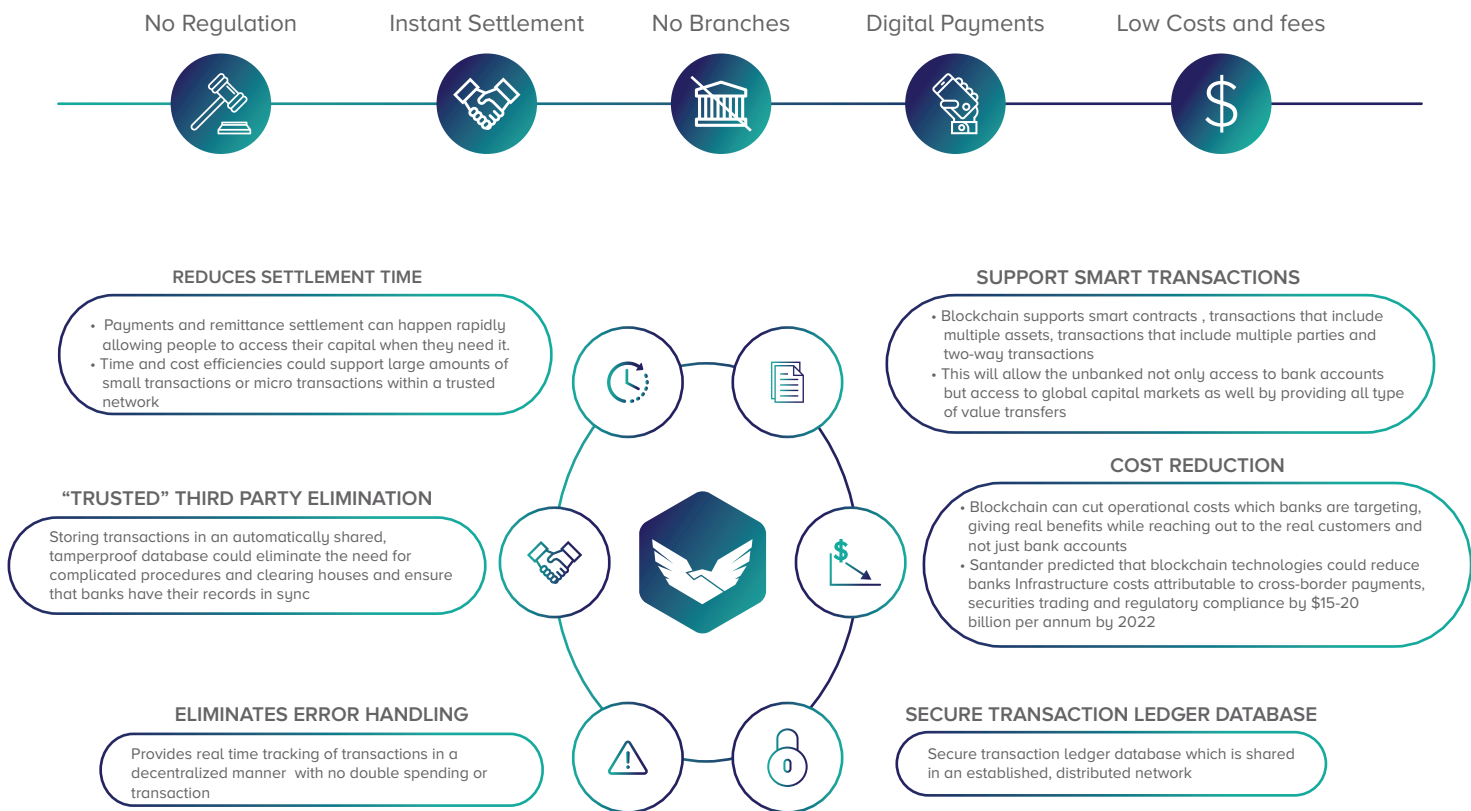 No Regulation
Instant Settlement
No Branches
Digital Payments
Low Costs and fees
$
REDUCES SETTLEMENT TIME
• Payments and remittance settlement can happen rapidly
allowing people to access their capital when they need it.
• Time and cost efficiencies could support large amounts of
small transactions or micro transactions within a trusted
network
SUPPORT SMART TRANSACTIONS
• Blockchain supports smart contracts , transactions that include
multiple assets, transactions that include multiple parties and
two-way transactions
• This will allow the unbanked not only access to bank accounts
but access to global capital markets as well by providing all type
of value transfers
“TRUSTED” THIRD PARTY ELIMINATION
Storing transactions in an automatically shared,
tamperproof database could eliminate the need for
complicated procedures and clearing houses and ensure
that banks have their records in sync
$
COST REDUCTION
• Blockchain can cut operational costs which banks are targeting,
giving real benefits while reaching out to the real customers and
not just bank accounts
• Santander predicted that blockchain technologies could reduce
banks Infrastructure costs attributable to cross-border payments,
securities trading and regulatory compliance by $15-20
billion per annum by 2022
ELIMINATES ERROR HANDLING
Provides real time tracking of transactions in a
decentralized manner with no double spending or
transaction
SECURE TRANSACTION LEDGER DATABASE
Secure transaction ledger database which is shared
in an established, distributed network